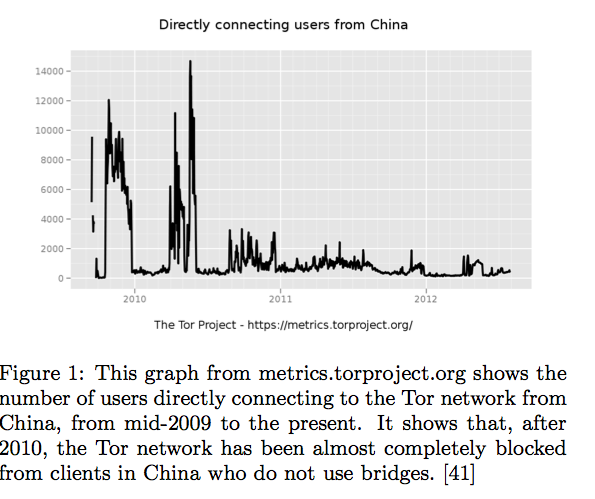 Directly connecting users from China
14000
12000
10000
8000
6000
4000
2000
0
2010
2011
2012
The Tor Project - https://metrics.torproject.org/
Figure 1: This graph from metrics.torproject.org shows the
number of users directly connecting to the Tor network from
China, from mid-2009 to the present. It shows that, after
2010, the Tor network has been almost completely blocked
from clients in China who do not use bridges. [41]